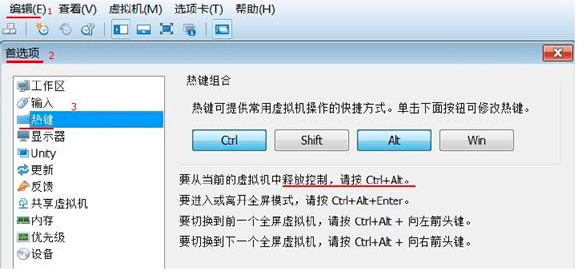 编辑(E) 1 查看(V) 虚拟机(M) 选项卡(T) 帮助(H)
首选项 2
工作区
输入 3
热键
显示器
Unity
更新
反馈
共享虚拟机
内存
优先级
设备
热键组合
热键可提供常用虚拟机操作的快捷方式。单击下面按钮可修改热键。
Ctrl Shift Alt Win
要从当前的虚拟机中释放控制，请按 Ctrl+Alt。
要进入或离开全屏模式，请按 Ctrl+Alt+Enter。
要切换到前一个全屏虚拟机，请按 Ctrl+Alt + 向左箭头键。
要切换到下一个全屏虚拟机，请按 Ctrl+Alt + 向右箭头键。